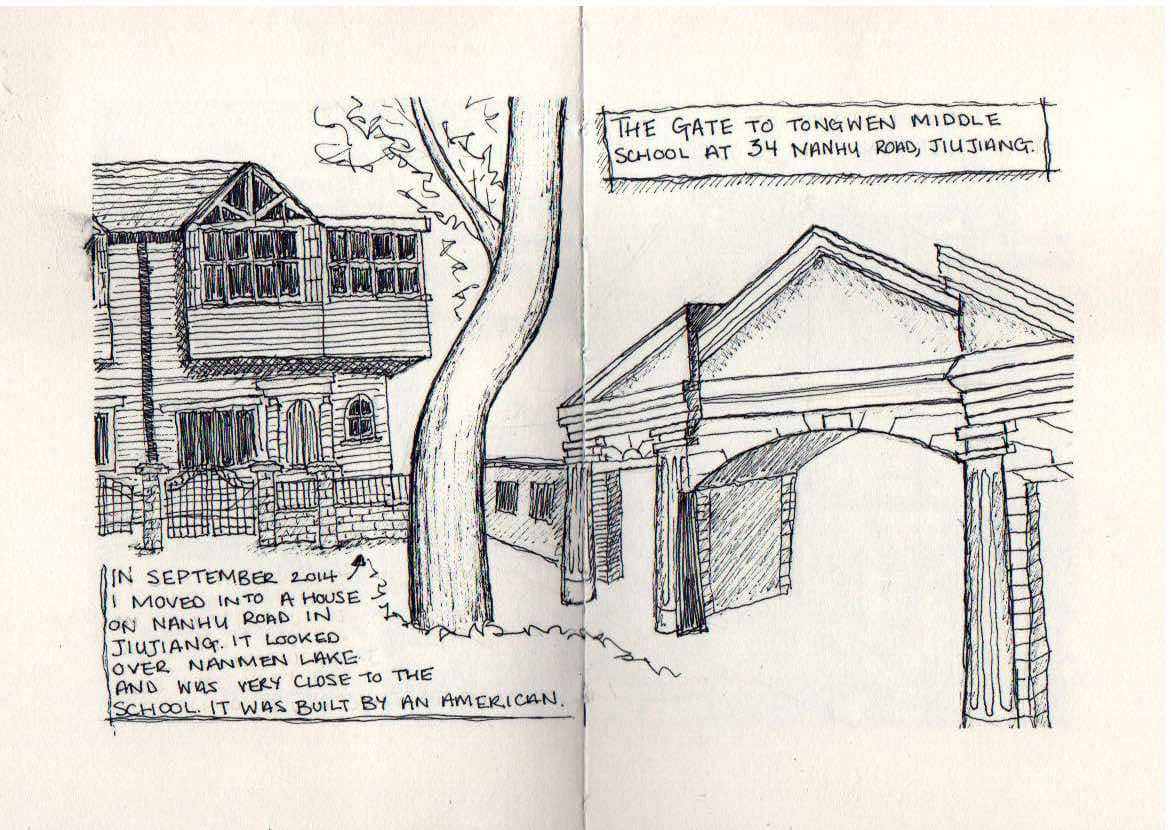 THE GATE TO TONGWEN MIDDLE
SCHOOL AT 34 NANHU ROAD, JIUJIANG.
IN SEPTEMBER 2014
I MOVED INTO A HOUSE
ON NANHU ROAD IN
JIUJIANG. IT LOOKED
OVER NANMEN LAKE
AND WAS VERY CLOSE TO THE
SCHOOL. IT WAS BUILT BY AN AMERICAN.